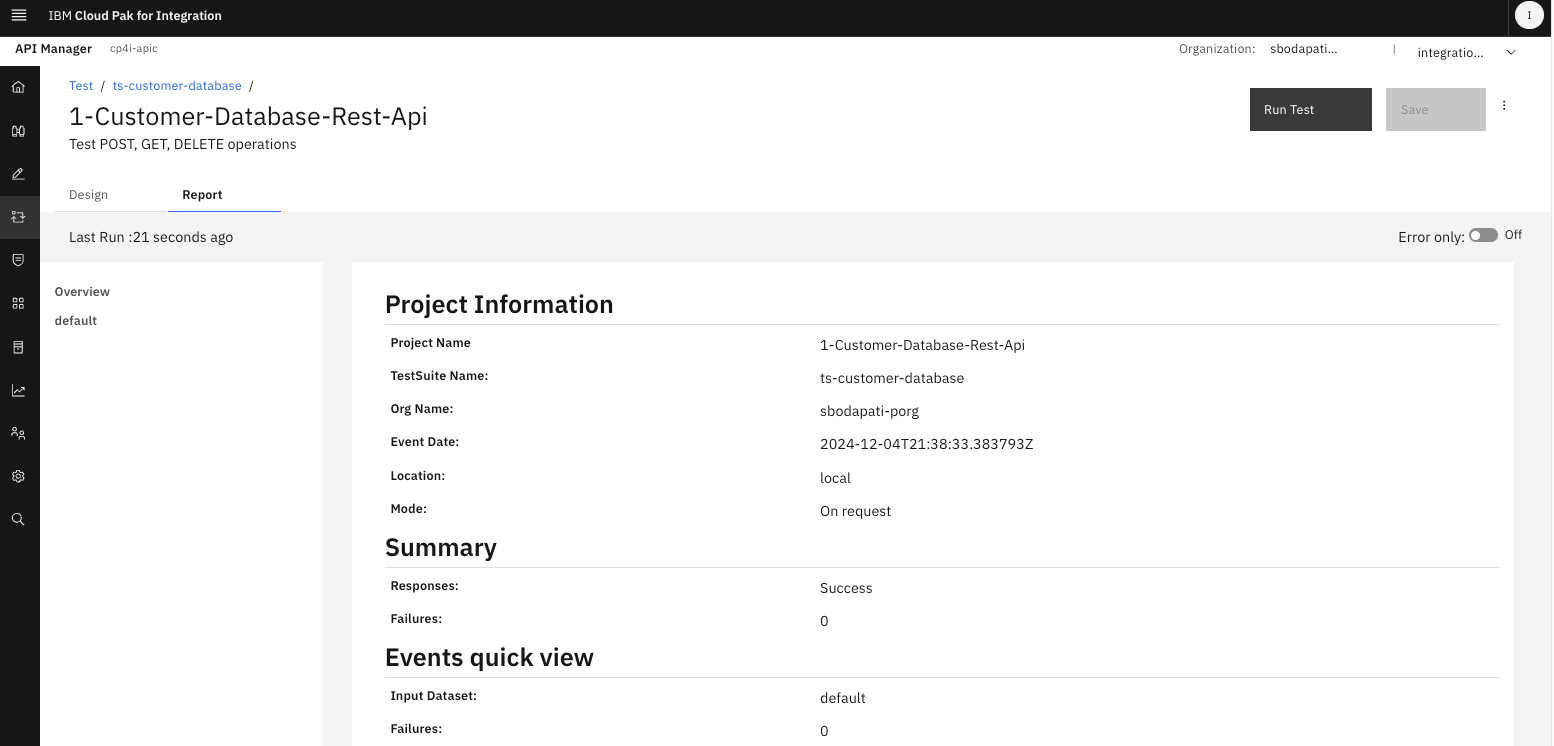 IBM Cloud Pak for Integration
I
API Manager cp4i-apic
Organization: sbodapati... | integratio...
Test / ts-customer-database /
1-Customer-Database-Rest-Api
Run Test
Save
Test POST, GET, DELETE operations
Design
Report
Last Run :21 seconds ago
Error only: Off
Overview
default
Project Information
Project Name 1-Customer-Database-Rest-Api
TestSuite Name: ts-customer-database
Org Name: sbodapati-porg
Event Date: 2024-12-04T21:38:33.383793Z
Location: local
Mode: On request
Summary
Responses: Success
Failures: 0
Events quick view
Input Dataset: default
Failures: 0